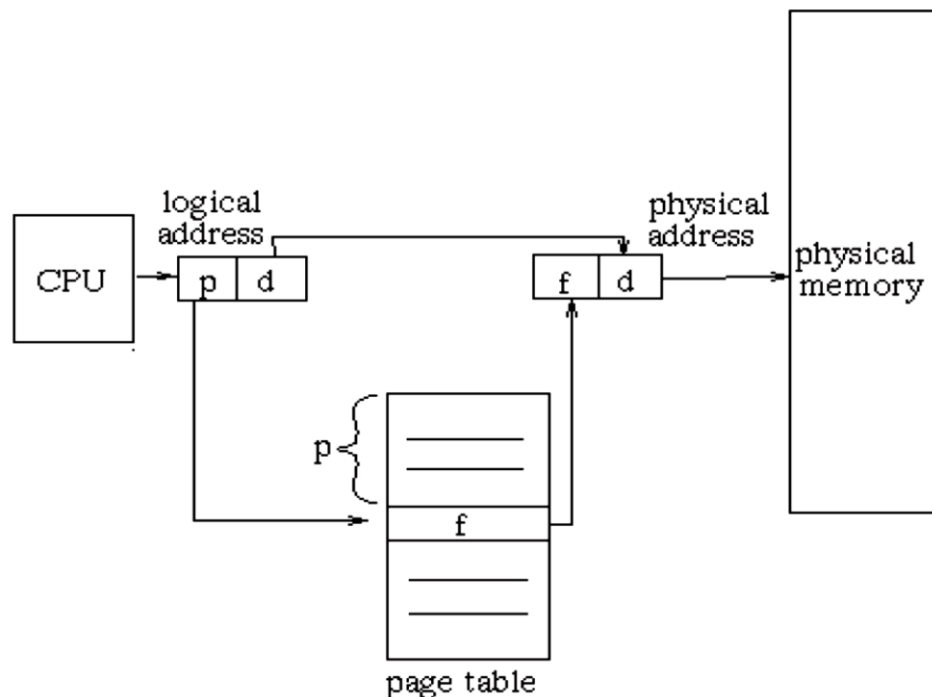 logical
address
physical
address
CPU
p
d
f
d
physical
memory
p
f
page table